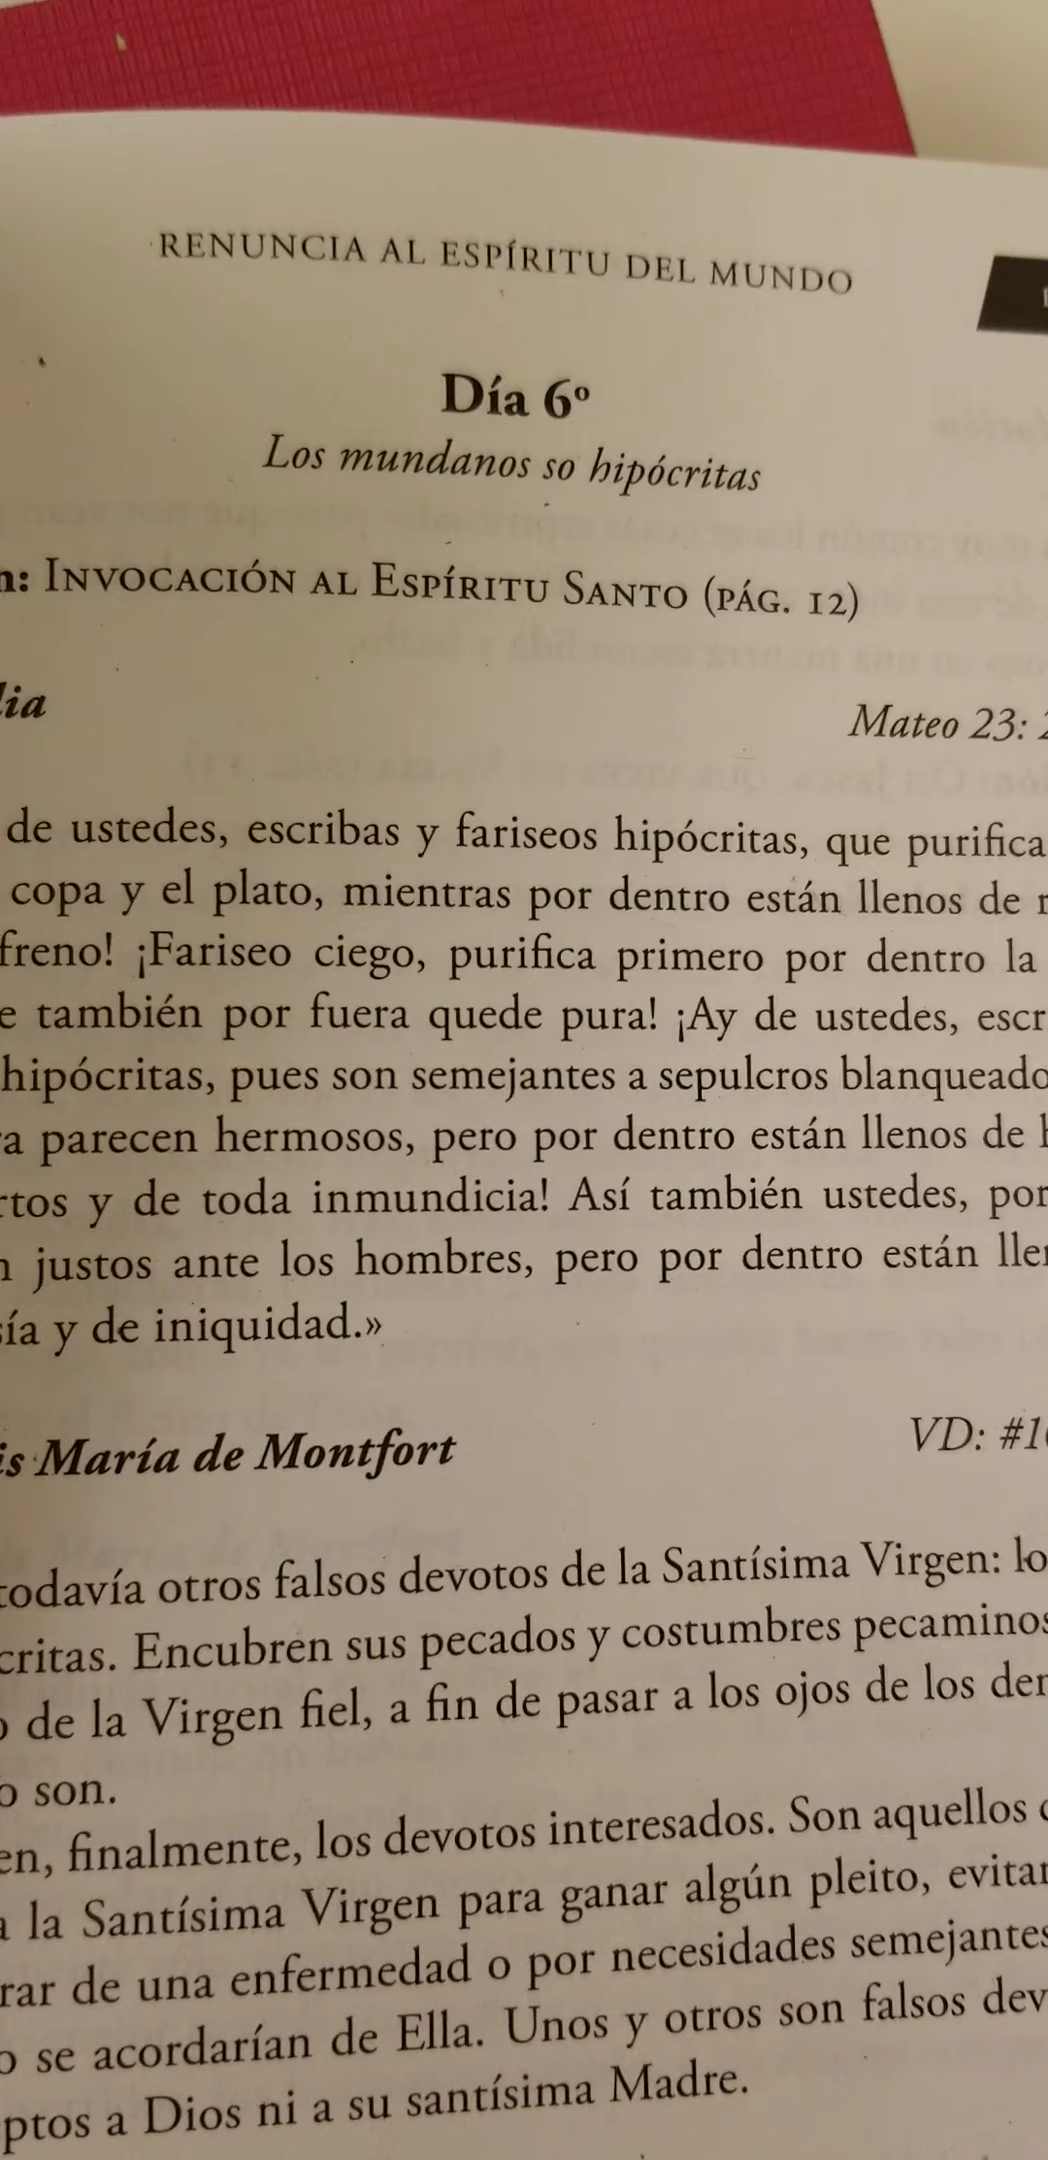 RENUNCIA AL ESPÍRITU DEL MUNDO
Día 6º
Los mundanos so hipócritas
INVOCACIÓN AL ESPÍRITU SANTO (PÁG. 12)
Mateo 23:
de ustedes, escribas y fariseos hipócritas, que purifica
copa y el plato, mientras por dentro están llenos de
freno! ¡Fariseo ciego, purifica primero por dentro la
e también por fuera quede pura! ¡Ay de ustedes, escr
hipócritas, pues son semejantes a sepulcros blanqueado
a parecen hermosos, pero por dentro están llenos de
rtos y de toda inmundicia! Así también ustedes, por
justos ante los hombres, pero por dentro están lle
sía y de iniquidad.»
is María de Montfort
VD: #1
todavía otros falsos devotos de la Santísima Virgen: lo
critas. Encubren sus pecados y costumbres pecaminos
de la Virgen fiel, a fin de pasar a los ojos de los de
o son.
en, finalmente, los devotos interesados. Son aquellos
a la Santísima Virgen para ganar algún pleito, evitar
rar de una enfermedad o por necesidades semejantes
o se acordarían de Ella. Unos y otros son falsos dev
ptos a Dios ni a su santísima Madre.